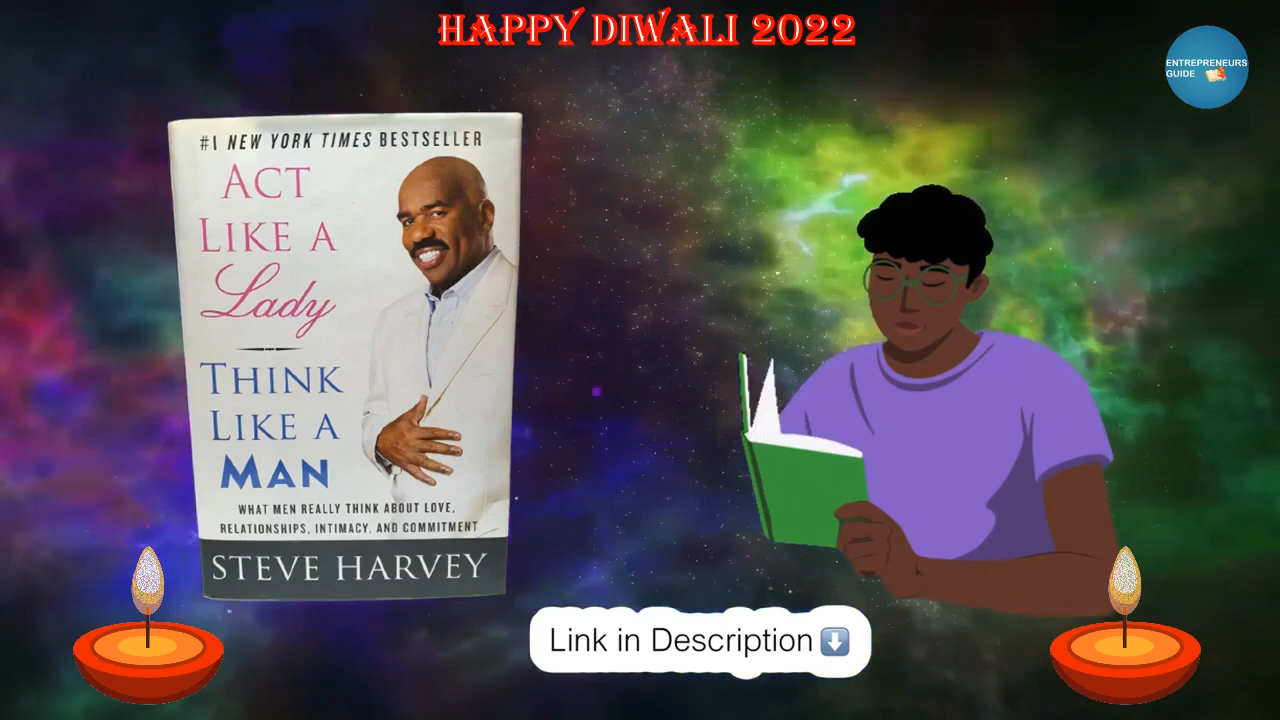 HAPPY DIWALI 2022
ENTREPRENEURS
GUIDE
#1 NEW YORK TIMES BESTSELLER
ACT
LIKE A
Lady
THINK
LIKE A
MAN
WHAT MEN REALLY THINK ABOUT LOVE,
RELATIONSHIPS, INTIMACY, AND COMMITMENT
STEVE HARVEY
Link in Description ⬇️